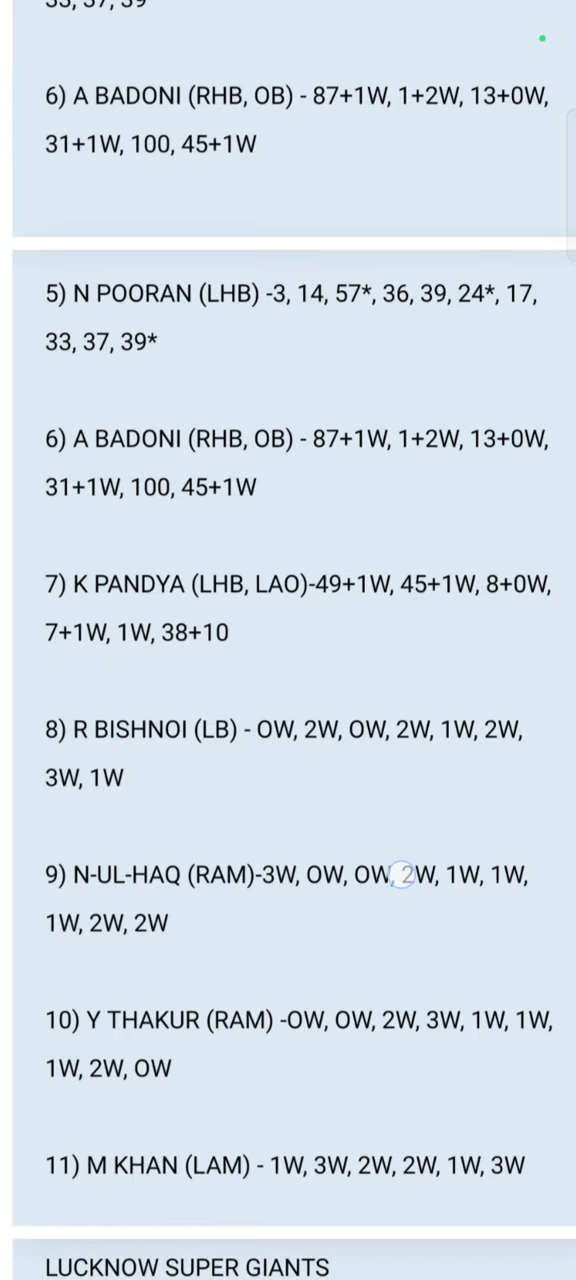 33, 37, 39
6) A BADONI (RHB, OB) - 87+1W, 1+2W, 13+0W,
31+1W, 100, 45+1W
5) N POORAN (LHB) -3, 14, 57*, 36, 39, 24*, 17,
33, 37, 39*
6) A BADONI (RHB, OB) - 87+1W, 1+2W, 13+0W,
31+1W, 100, 45+1W
7) K PANDYA (LHB, LAO)-49+1W, 45+1W, 8+0W,
7+1W, 1W, 38+10
8) R BISHNOI (LB) - OW, 2W, OW, 2W, 1W, 2W,
3W, 1W
9) N-UL-HAQ (RAM)-3W, OW, OW, 2W, 1W, 1W,
1W, 2W, 2W
10) Y THAKUR (RAM) -OW, OW, 2W, 3W, 1W, 1W,
1W, 2W, OW
11) M KHAN (LAM) - 1W, 3W, 2W, 2W, 1W, 3W
LUCKNOW SUPER GIANTS